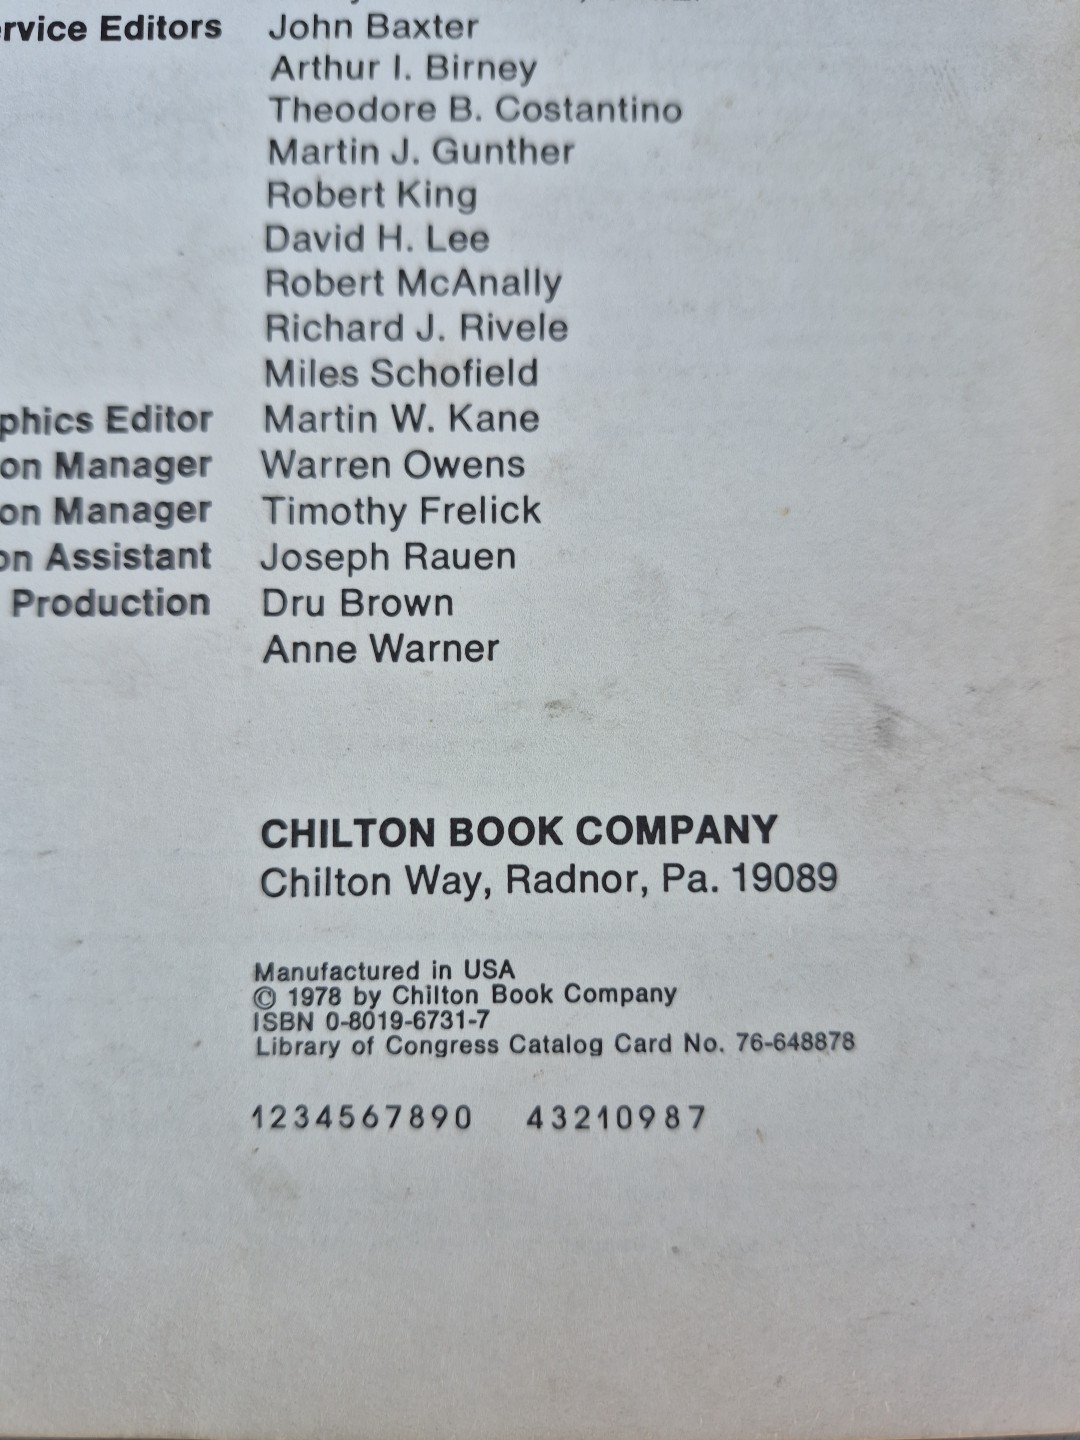 rvice Editors John Baxter
Arthur I. Birney
Theodore B. Costantino
Martin J. Gunther
Robert King
David H. Lee
Robert McAnally
Richard J. Rivele
Miles Schofield
phics Editor Martin W. Kane
on Manager Warren Owens
on Manager Timothy Frelick
on Assistant Joseph Rauen
Production Dru Brown
Anne Warner
CHILTON BOOK COMPANY
Chilton Way, Radnor, Pa. 19089
Manufactured in USA
© 1978 by Chilton Book Company
ISBN 0-8019-6731-7
Library of Congress Catalog Card No. 76-648878
1234567890 43210987